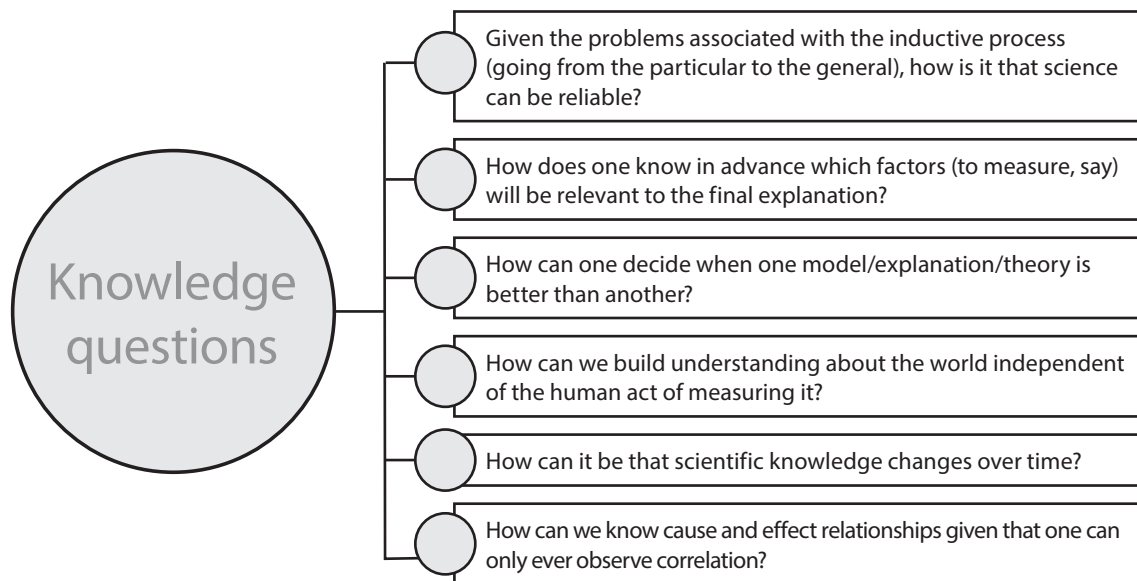 Knowledge
questions
Given the problems associated with the inductive process
(going from the particular to the general), how is it that science
can be reliable?
How does one know in advance which factors (to measure, say)
will be relevant to the final explanation?
How can one decide when one model/explanation/theory is
better than another?
How can we build understanding about the world independent
of the human act of measuring it?
How can it be that scientific knowledge changes over time?
How can we know cause and effect relationships given that one can
only ever observe correlation?